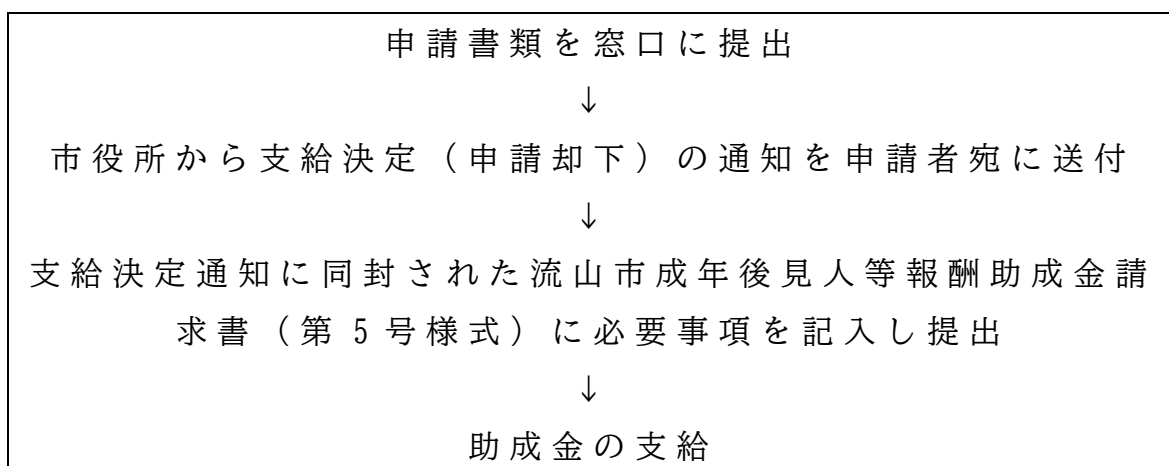 申請書類を窓口に提出
↓
市役所から支給決定（申請却下）の通知を申請者宛に送付
↓
支給決定通知に同封された流山市成年後見人等報酬助成金請
求書（第5号様式）に必要事項を記入し提出
↓
助成金の支給